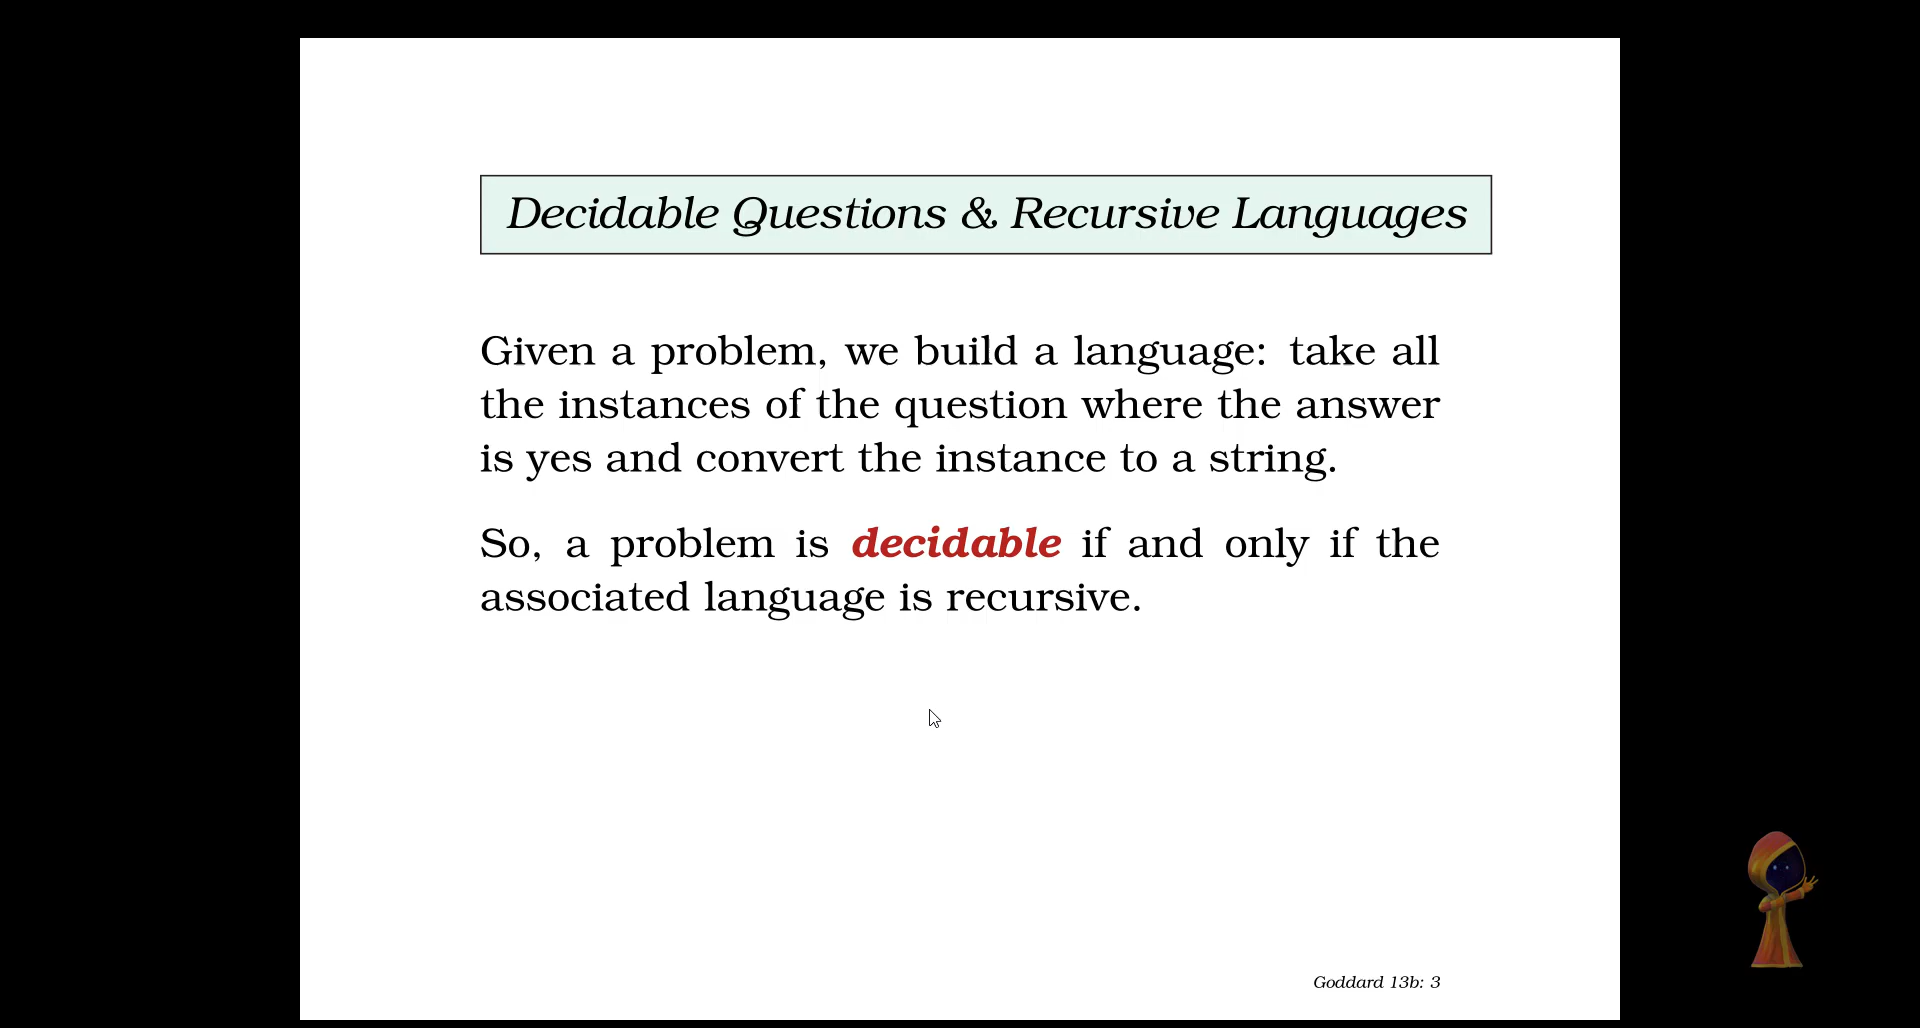 Decidable Questions & Recursive Languages
Given a problem, we build a language: take all
the instances of the question where the answer
is yes and convert the instance to a string.
So, a problem is decidable if and only if the
associated language is recursive.
Goddard 13b: 3